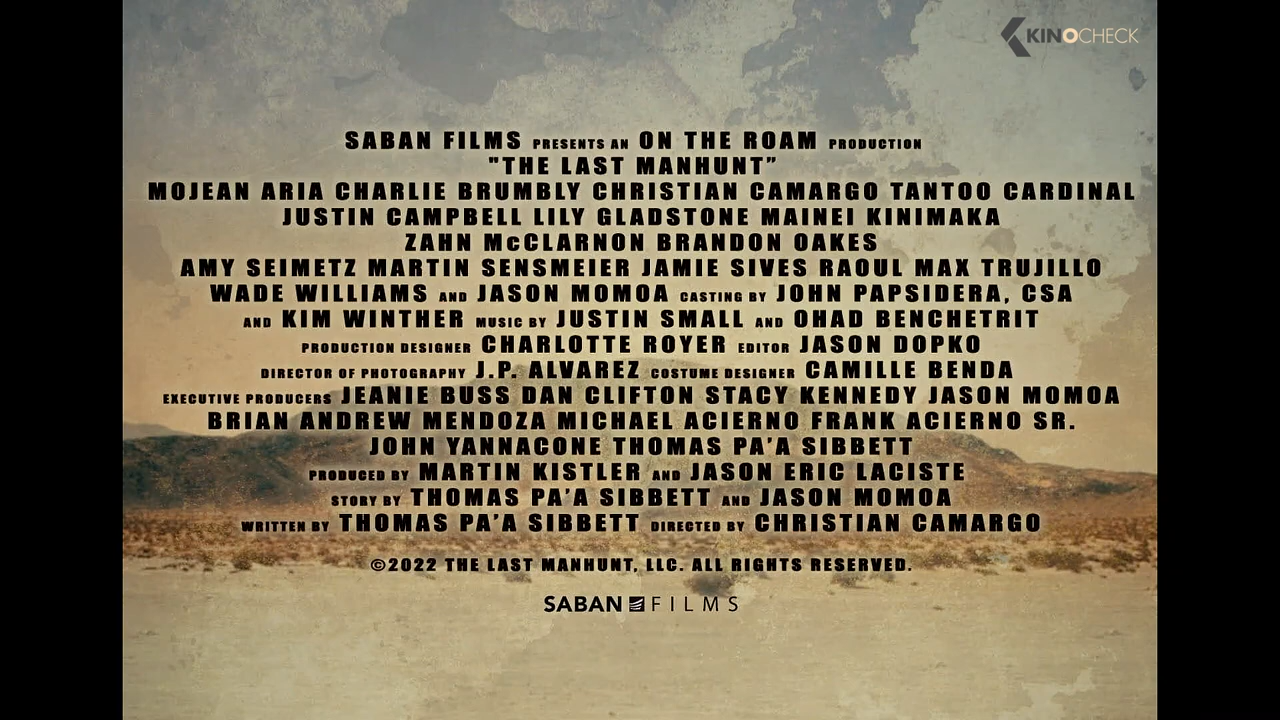 KINOCHECK
SABAN FILMS PRESENTS AN ON THE ROAM PRODUCTION
"THE LAST MANHUNT”
MOJEAN ARIA CHARLIE BRUMBLY CHRISTIAN CAMARGO TANTOO CARDINAL
JUSTIN CAMPBELL LILY GLADSTONE MAINEI KINIMAKA
ZAHN McCLARNON BRANDON OAKES
AMY SEIMETZ MARTIN SENSMEIER JAMIE SIVES RAOUL MAX TRUJILLO
WADE WILLIAMS AND JASON MOMOA CASTING BY JOHN PAPSIDERA, CSA
AND KIM WINTHER MUSIC BY JUSTIN SMALL AND OHAD BENCHETRIT
PRODUCTION DESIGNER CHARLOTTE ROYER EDITOR JASON DOPKO
DIRECTOR OF PHOTOGRAPHY J.P. ALVAREZ COSTUME DESIGNER CAMILLE BENDA
EXECUTIVE PRODUCERS JEANIE BUSS DAN CLIFTON STACY KENNEDY JASON MOMOA
BRIAN ANDREW MENDOZA MICHAEL ACIERNO FRANK ACIERNO SR.
JOHN YANNACONE THOMAS PA’A SIBBETT
PRODUCED BY MARTIN KISTLER AND JASON ERIC LACISTE
STORY BY THOMAS PA’A SIBBETT AND JASON MOMOA
WRITTEN BY THOMAS PA’A SIBBETT DIRECTED BY CHRISTIAN CAMARGO
©2022 THE LAST MANHUNT, LLC. ALL RIGHTS RESERVED.
SABAN FILMS